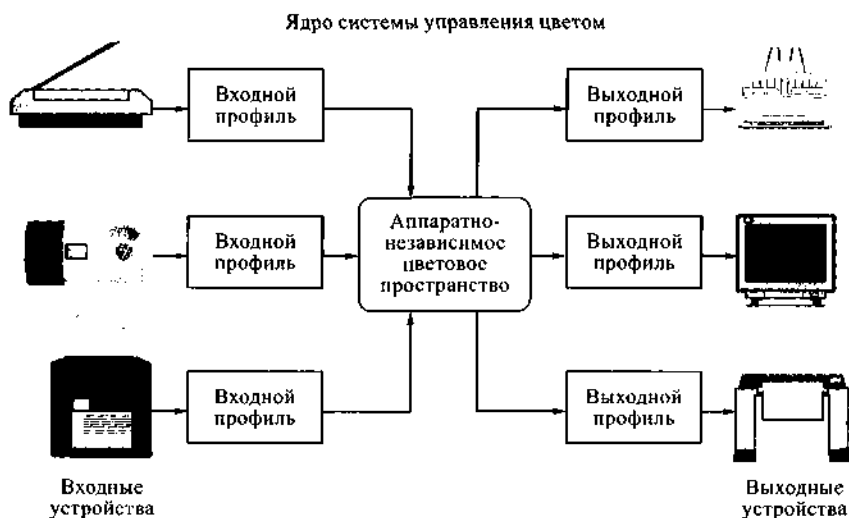 Ядро системы управления цветом
Входной
профиль
Выходной
профиль
Входной
профиль
Аппаратно-
независимое
цветовое
пространство
Выходной
профиль
Входной
профиль
Выходной
профиль
Входные
устройства
Выходные
устройства